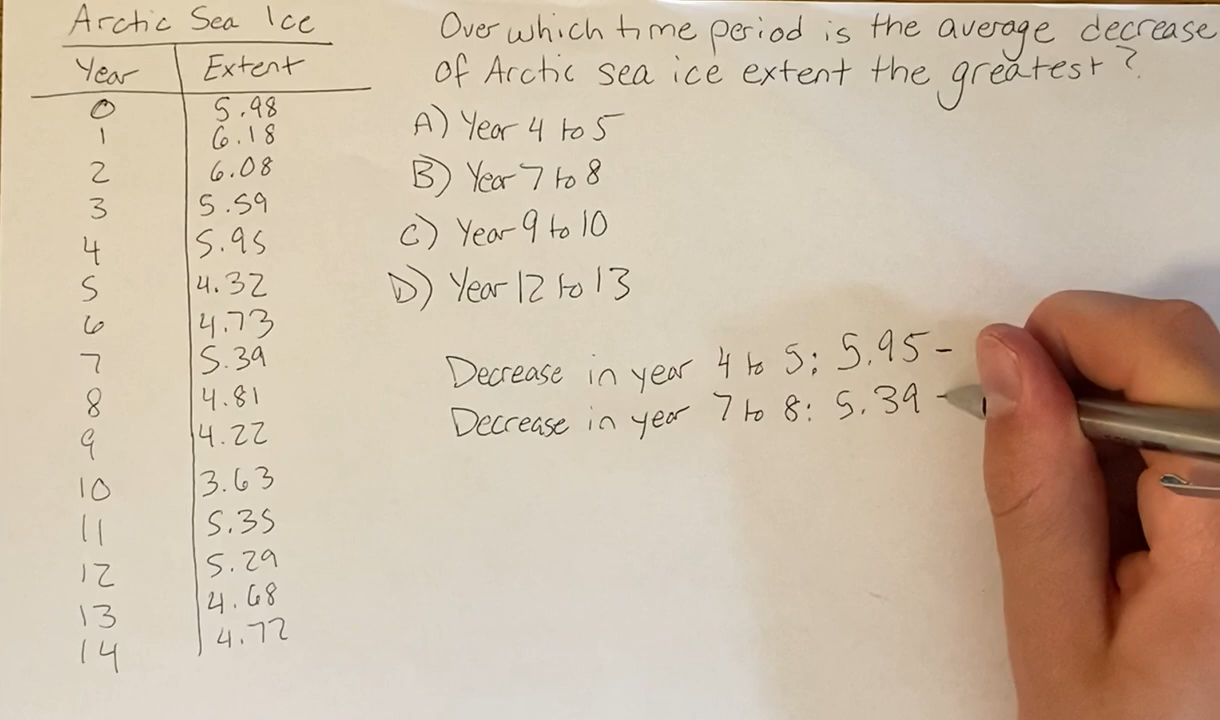 Arctic Sea Ice
Year Extent
0 5.98
1 6.18
2 6.08
3 5.59
4 5.95
5 4.32
6 4.73
7 5.39
8 4.81
9 4.22
10 3.63
11 5.35
12 5.29
13 4.68
14 4.72
Over which time period is the average decrease
of Arctic sea ice extent the greatest?
A) Year 4 to 5
B) Year 7 to 8
C) Year 9 to 10
D) Year 12 to 13
Decrease in year 4 to 5: 5.95-
Decrease in year 7 to 8: 5.39-